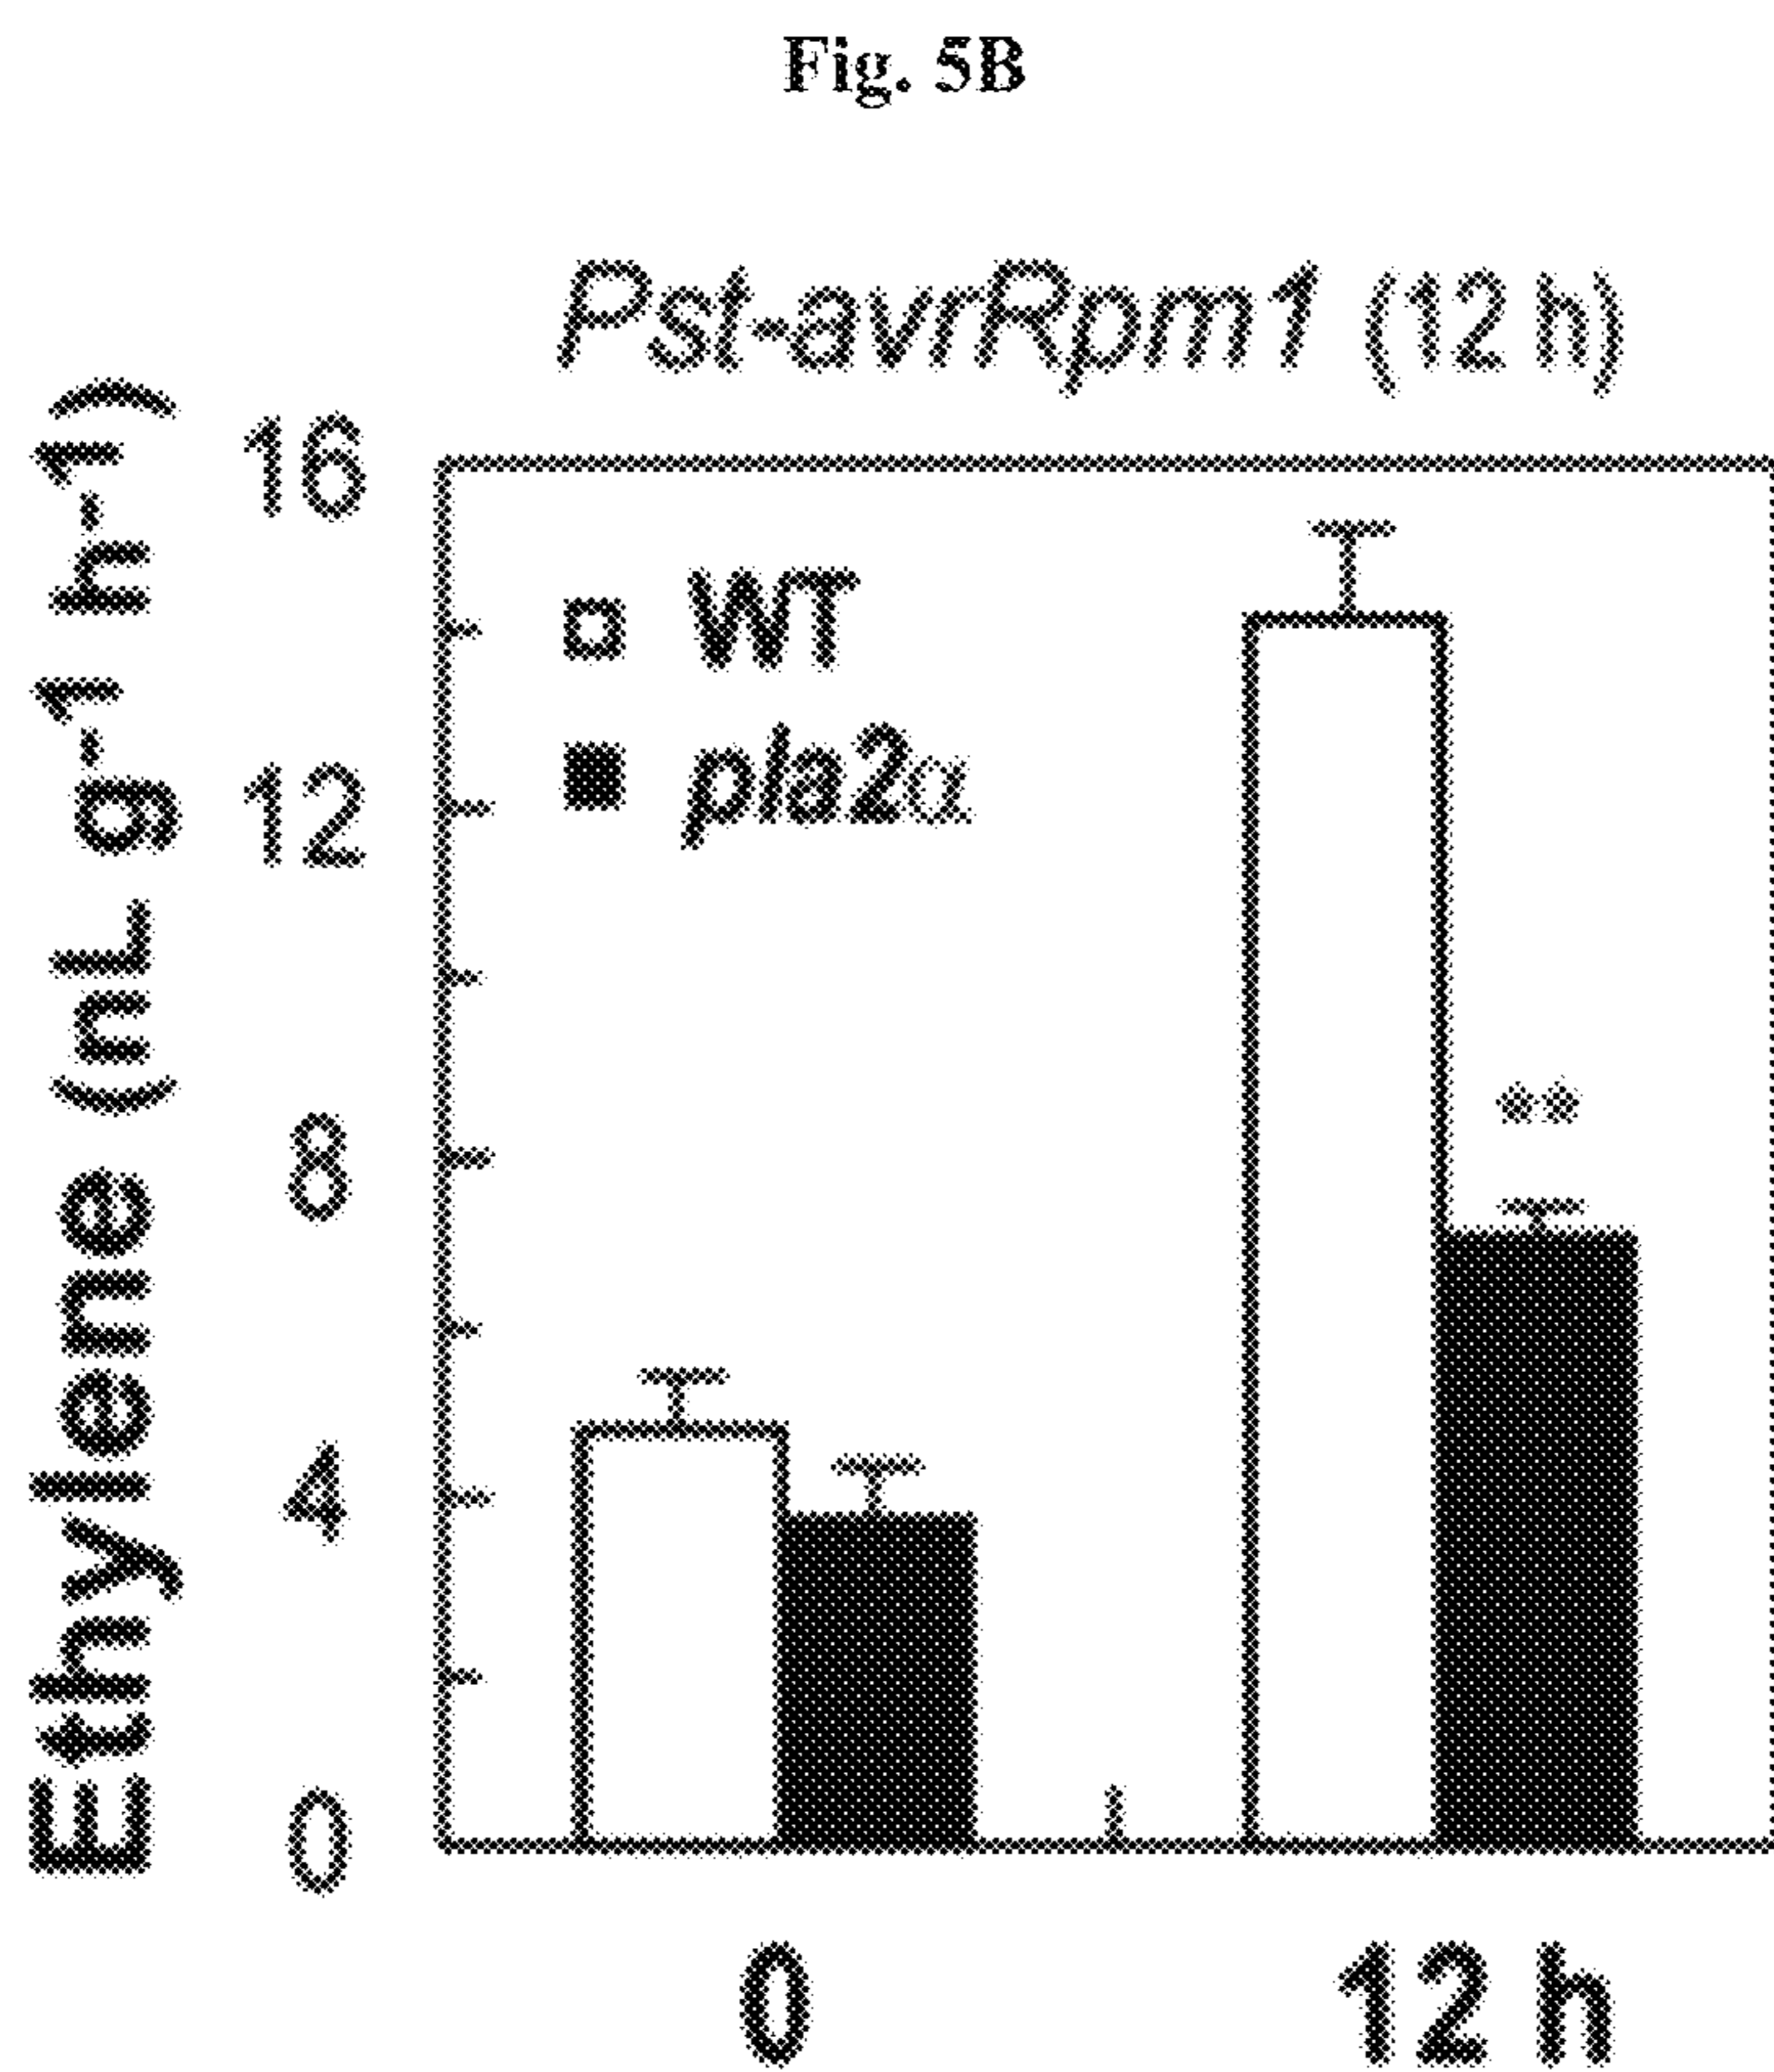 Fig. 5B
Pst-avrRpm1 (12 h)
Ethylene (nL g-1 h-1)
16
12
8
4
0
WT
pla2α
**
0
12 h